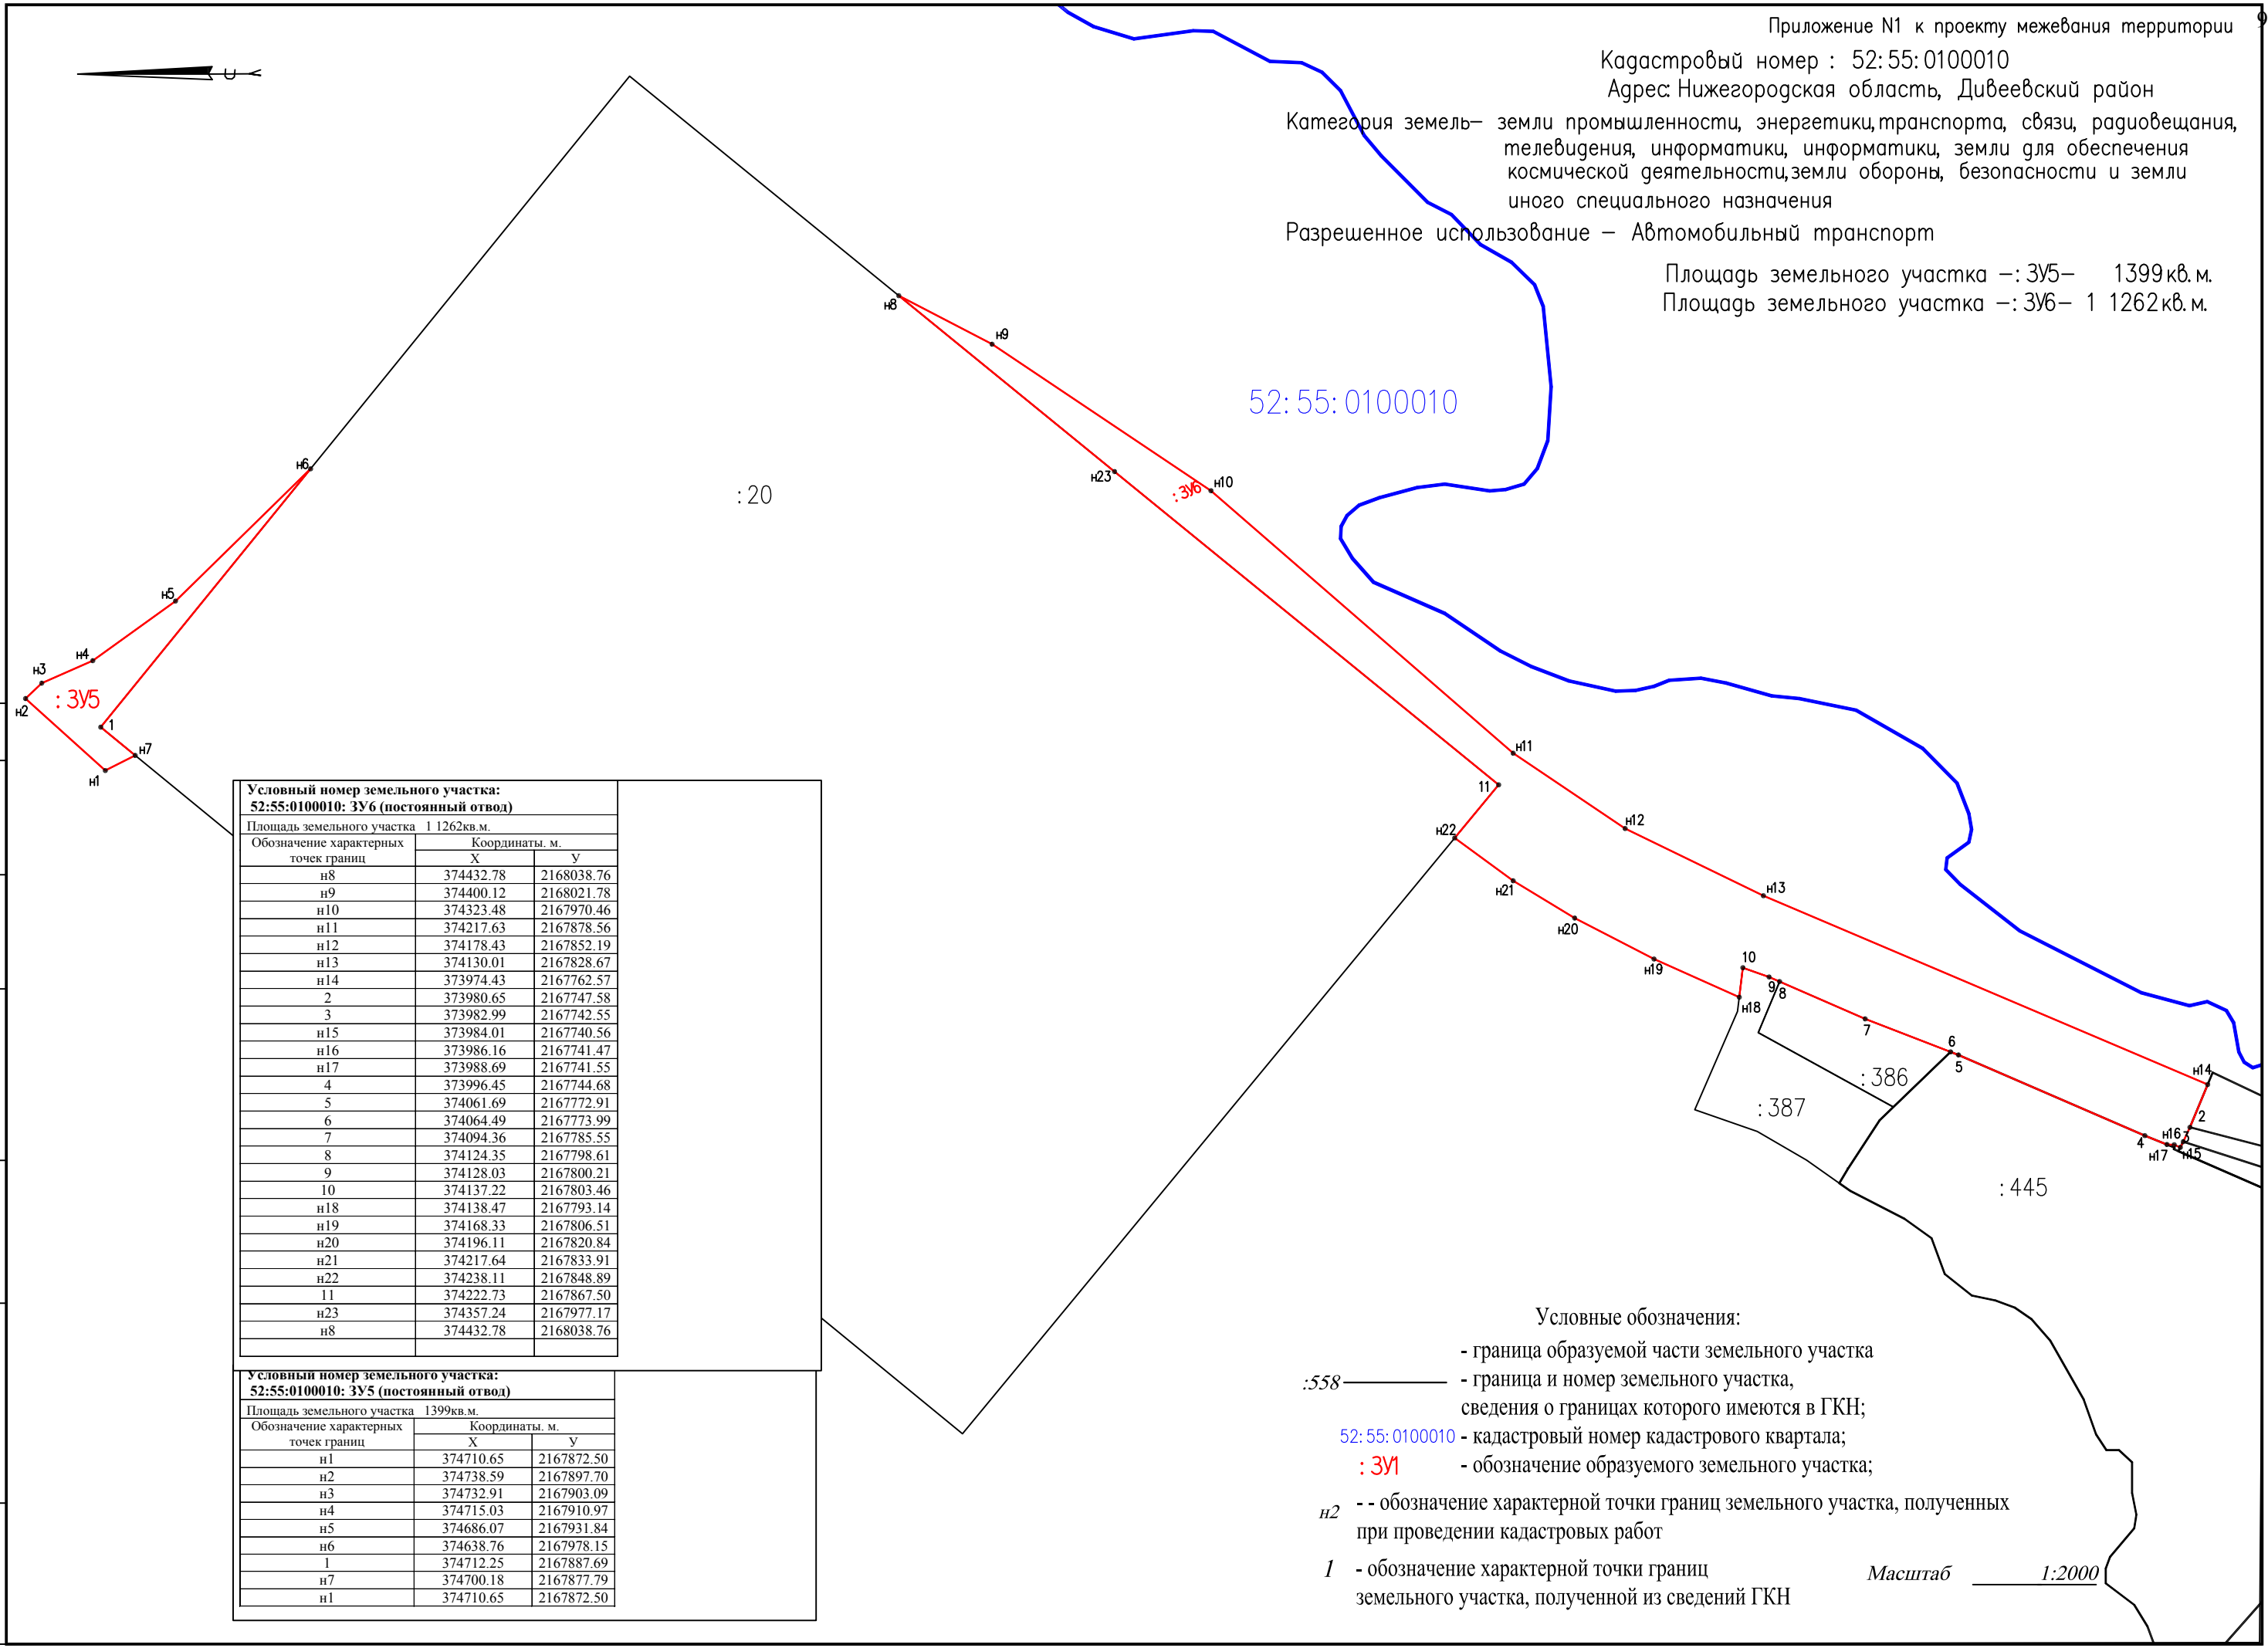 9
Приложение N1 к проекту межевания территории
Кадастровый номер : 52:55:0100010
Адрес: Нижегородская область, Дивеевский район
Категория земель– земли промышленности, энергетики,транспорта, связи, радиовещания,
телевидения, информатики, информатики, земли для обеспечения
космической деятельности,земли обороны, безопасности и земли
иного специального назначения
Разрешенное использование – Автомобильный транспорт
Площадь земельного участка –:ЗУ5– 1399кв.м.
Площадь земельного участка –:ЗУ6– 1 1262кв.м.
52:55:0100010
н8
н9
н6
:20
н23
:ЗУ6
н10
н5
н4
н3
:ЗУ5
н2
1
н7
н1
н11
11
н12
н22
н13
н21
н20
10
н19
9
8
н18
7
6
5
:386
н14
:387
2
н16
3
4
н17
н15
:445
Условный номер земельного участка:
52:55:0100010: ЗУ6 (постоянный отвод)
Площадь земельного участка 1 1262кв.м.
Обозначение характерных точек границ Координаты. м.
Х У
н8 374432.78 2168038.76
н9 374400.12 2168021.78
н10 374323.48 2167970.46
н11 374217.63 2167878.56
н12 374178.43 2167852.19
н13 374130.01 2167828.67
н14 373974.43 2167762.57
2 373980.65 2167747.58
3 373982.99 2167742.55
н15 373984.01 2167740.56
н16 373986.16 2167741.47
н17 373988.69 2167741.55
4 373996.45 2167744.68
5 374061.69 2167772.91
6 374064.49 2167773.99
7 374094.36 2167785.55
8 374124.35 2167798.61
9 374128.03 2167800.21
10 374137.22 2167803.46
н18 374138.47 2167793.14
н19 374168.33 2167806.51
н20 374196.11 2167820.84
н21 374217.64 2167833.91
н22 374238.11 2167848.89
11 374222.73 2167867.50
н23 374357.24 2167977.17
н8 374432.78 2168038.76
Условный номер земельного участка:
52:55:0100010: ЗУ5 (постоянный отвод)
Площадь земельного участка 1399кв.м.
Обозначение характерных точек границ Координаты. м.
Х У
н1 374710.65 2167872.50
н2 374738.59 2167897.70
н3 374732.91 2167903.09
н4 374715.03 2167910.97
н5 374686.07 2167931.84
н6 374638.76 2167978.15
1 374712.25 2167887.69
н7 374700.18 2167877.79
н1 374710.65 2167872.50
Условные обозначения:
- граница образуемой части земельного участка
:558 - граница и номер земельного участка,
сведения о границах которого имеются в ГКН;
52:55:0100010 - кадастровый номер кадастрового квартала;
:ЗУ1 - обозначение образуемого земельного участка;
н2 - - обозначение характерной точки границ земельного участка, полученных
при проведении кадастровых работ
1 - обозначение характерной точки границ
земельного участка, полученной из сведений ГКН
Масштаб 1:2000